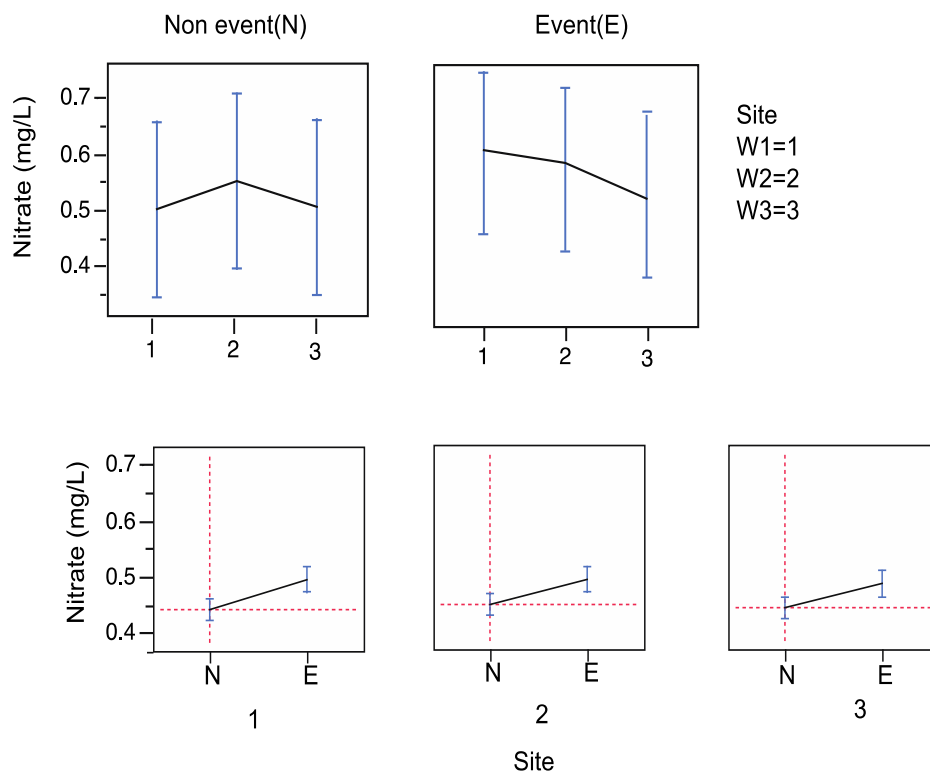 Non event(N)
Event(E)
Nitrate (mg/L)
0.7
0.6
0.5
0.4
1 2 3
1 2 3
Site
W1=1
W2=2
W3=3
Nitrate (mg/L)
0.7
0.6
0.5
0.4
N E
N E
N E
1
2
3
Site